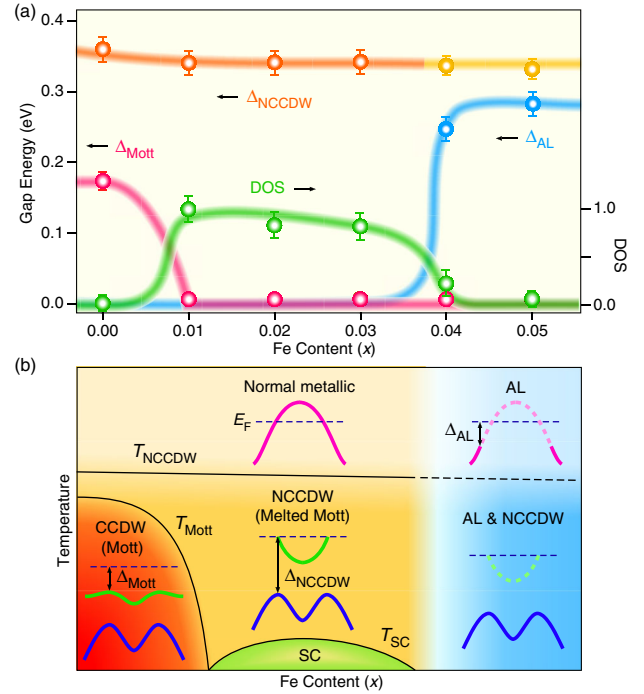 (a)
0.4
0.3
0.2
0.1
0.0
Gap Energy (eV)
Δ_NCCDW
Δ_Mott
Δ_AL
DOS
1.0
0.0
DOS
0.00 0.01 0.02 0.03 0.04 0.05
Fe Content (x)
(b)
Normal metallic
AL
E_F
Δ_AL
T_NCCDW
Temperature
NCCDW
(Melted Mott)
CCDW
(Mott)
T_Mott
AL & NCCDW
Δ_Mott
Δ_NCCDW
T_SC
SC
Fe Content (x)